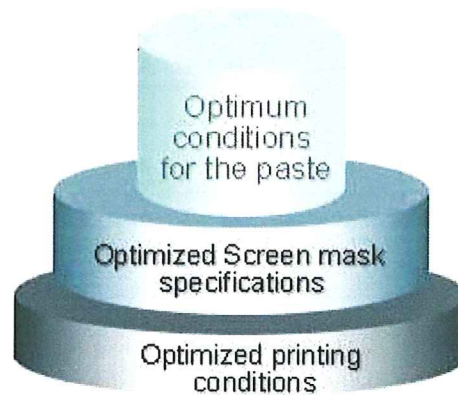 Optimum
conditions
for the paste
Optimized Screen mask
specifications
Optimized printing
conditions